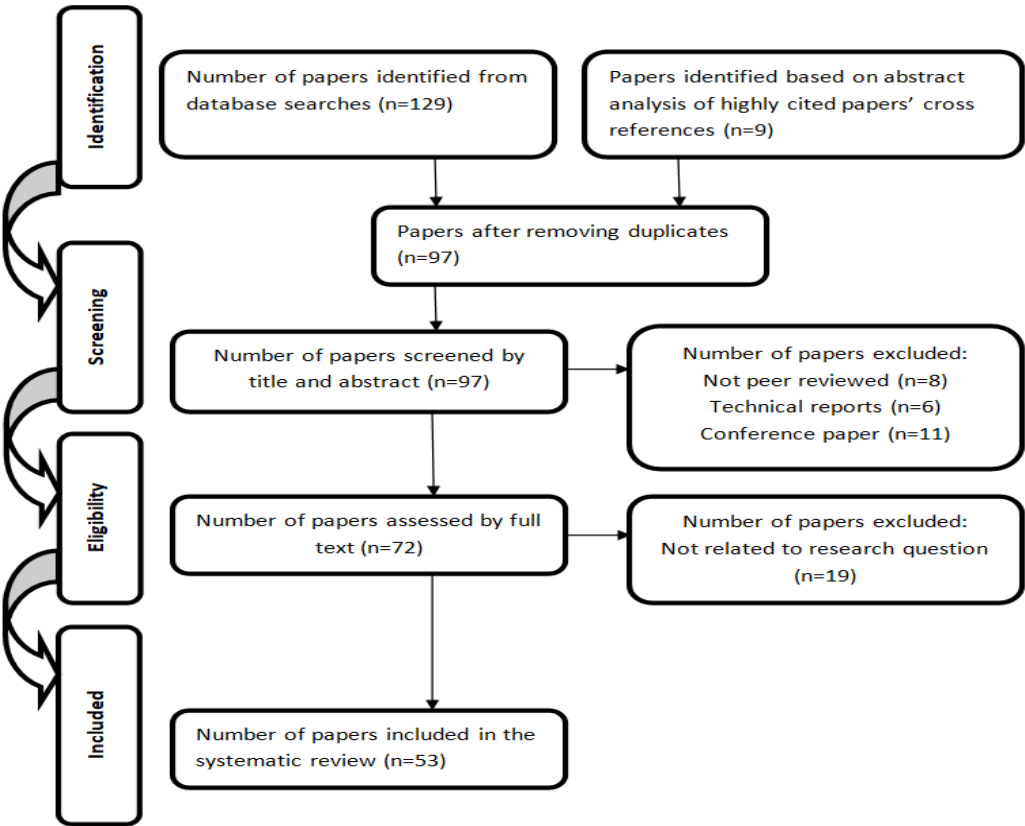 Identification
Number of papers identified from
database searches (n=129)
Papers identified based on abstract
analysis of highly cited papers’ cross
references (n=9)
Papers after removing duplicates
(n=97)
Screening
Number of papers screened by
title and abstract (n=97)
Number of papers excluded:
Not peer reviewed (n=8)
Technical reports (n=6)
Conference paper (n=11)
Eligibility
Number of papers assessed by full
text (n=72)
Number of papers excluded:
Not related to research question
(n=19)
Included
Number of papers included in the
systematic review (n=53)